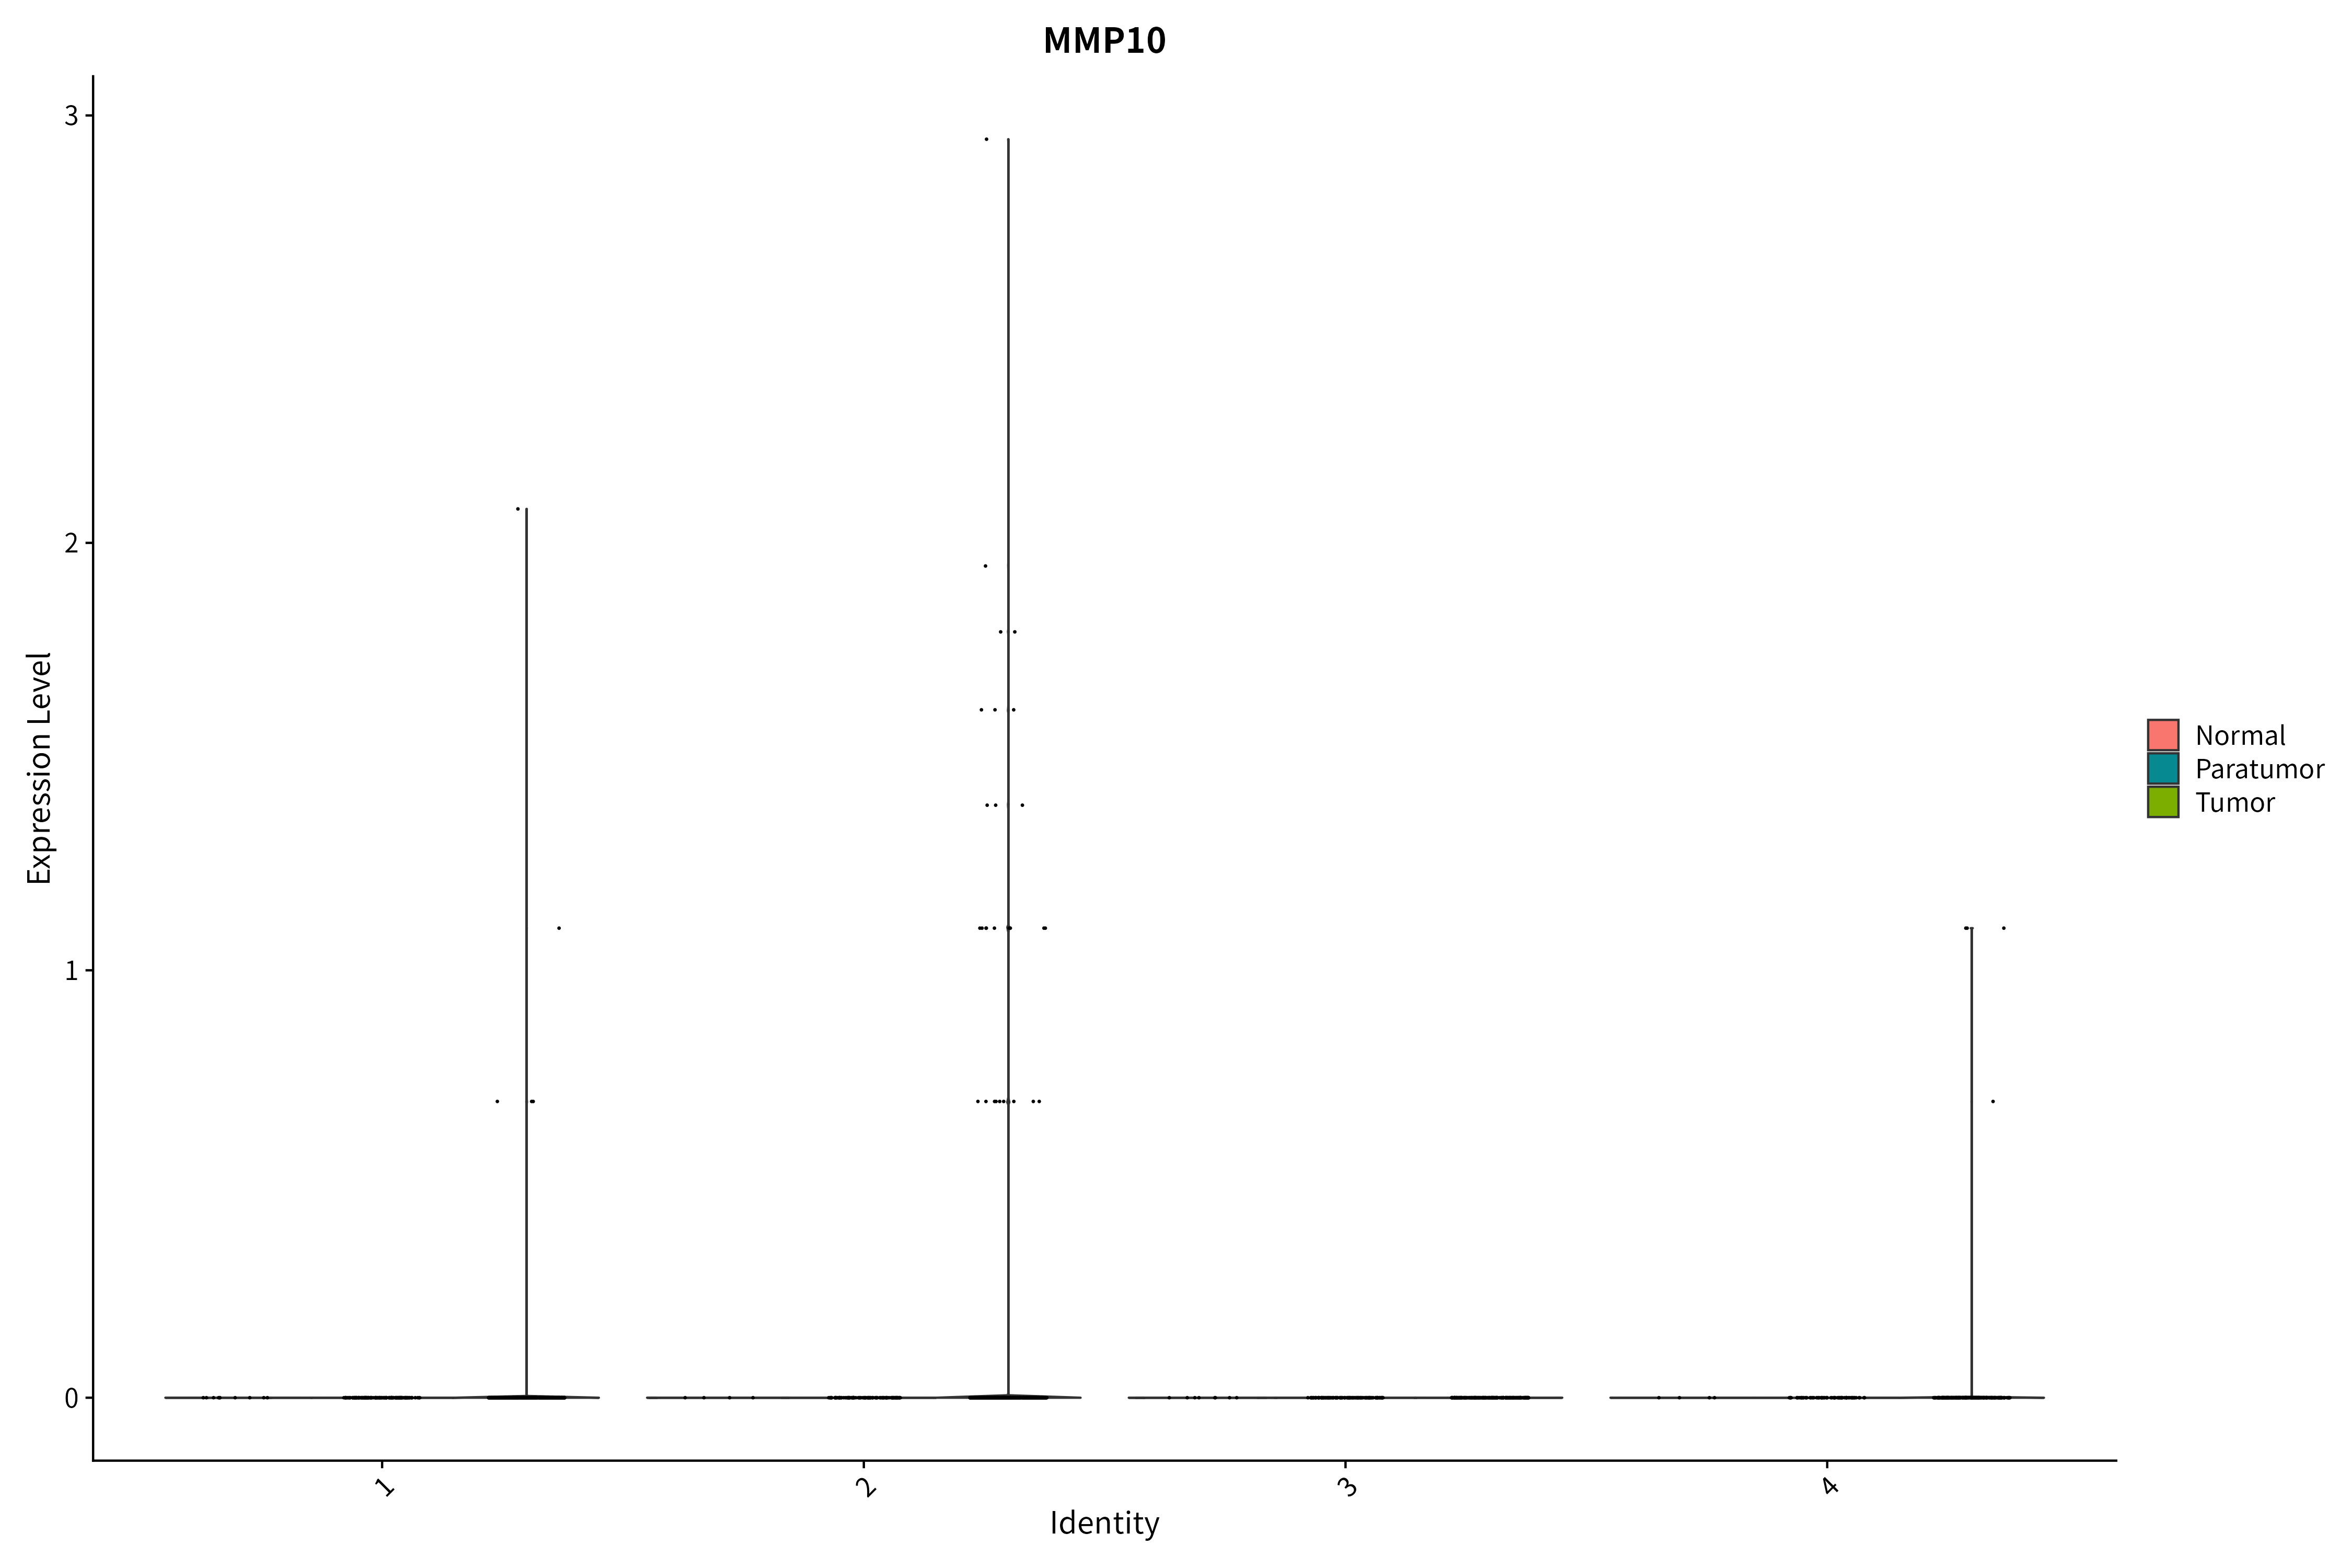 MMP10
3
2
1
0
Expression Level
1
2
3
4
Identity
Normal
Paratumor
Tumor